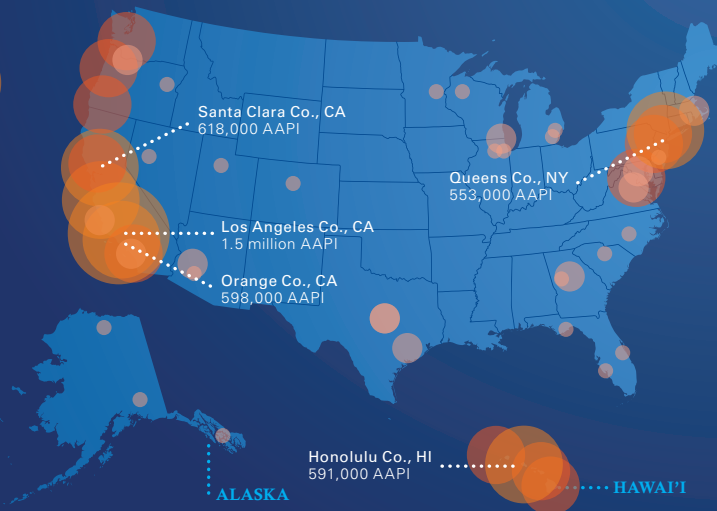 Santa Clara Co., CA
618,000 AAPI
Queens Co., NY
553,000 AAPI
Los Angeles Co., CA
1.5 million AAPI
Orange Co., CA
598,000 AAPI
Honolulu Co., HI
591,000 AAPI
HAWAI'I
ALASKA